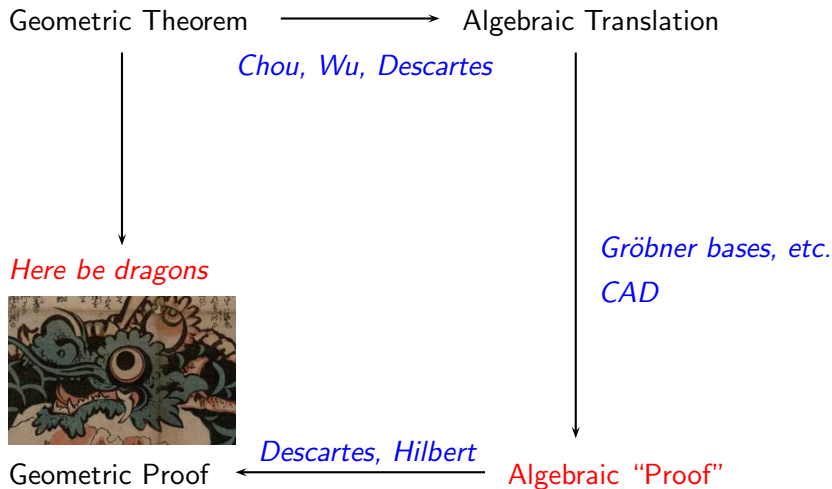 Geometric Theorem
Algebraic Translation
Chou, Wu, Descartes
Gröbner bases, etc.
CAD
Here be dragons
Descartes, Hilbert
Geometric Proof
Algebraic “Proof”